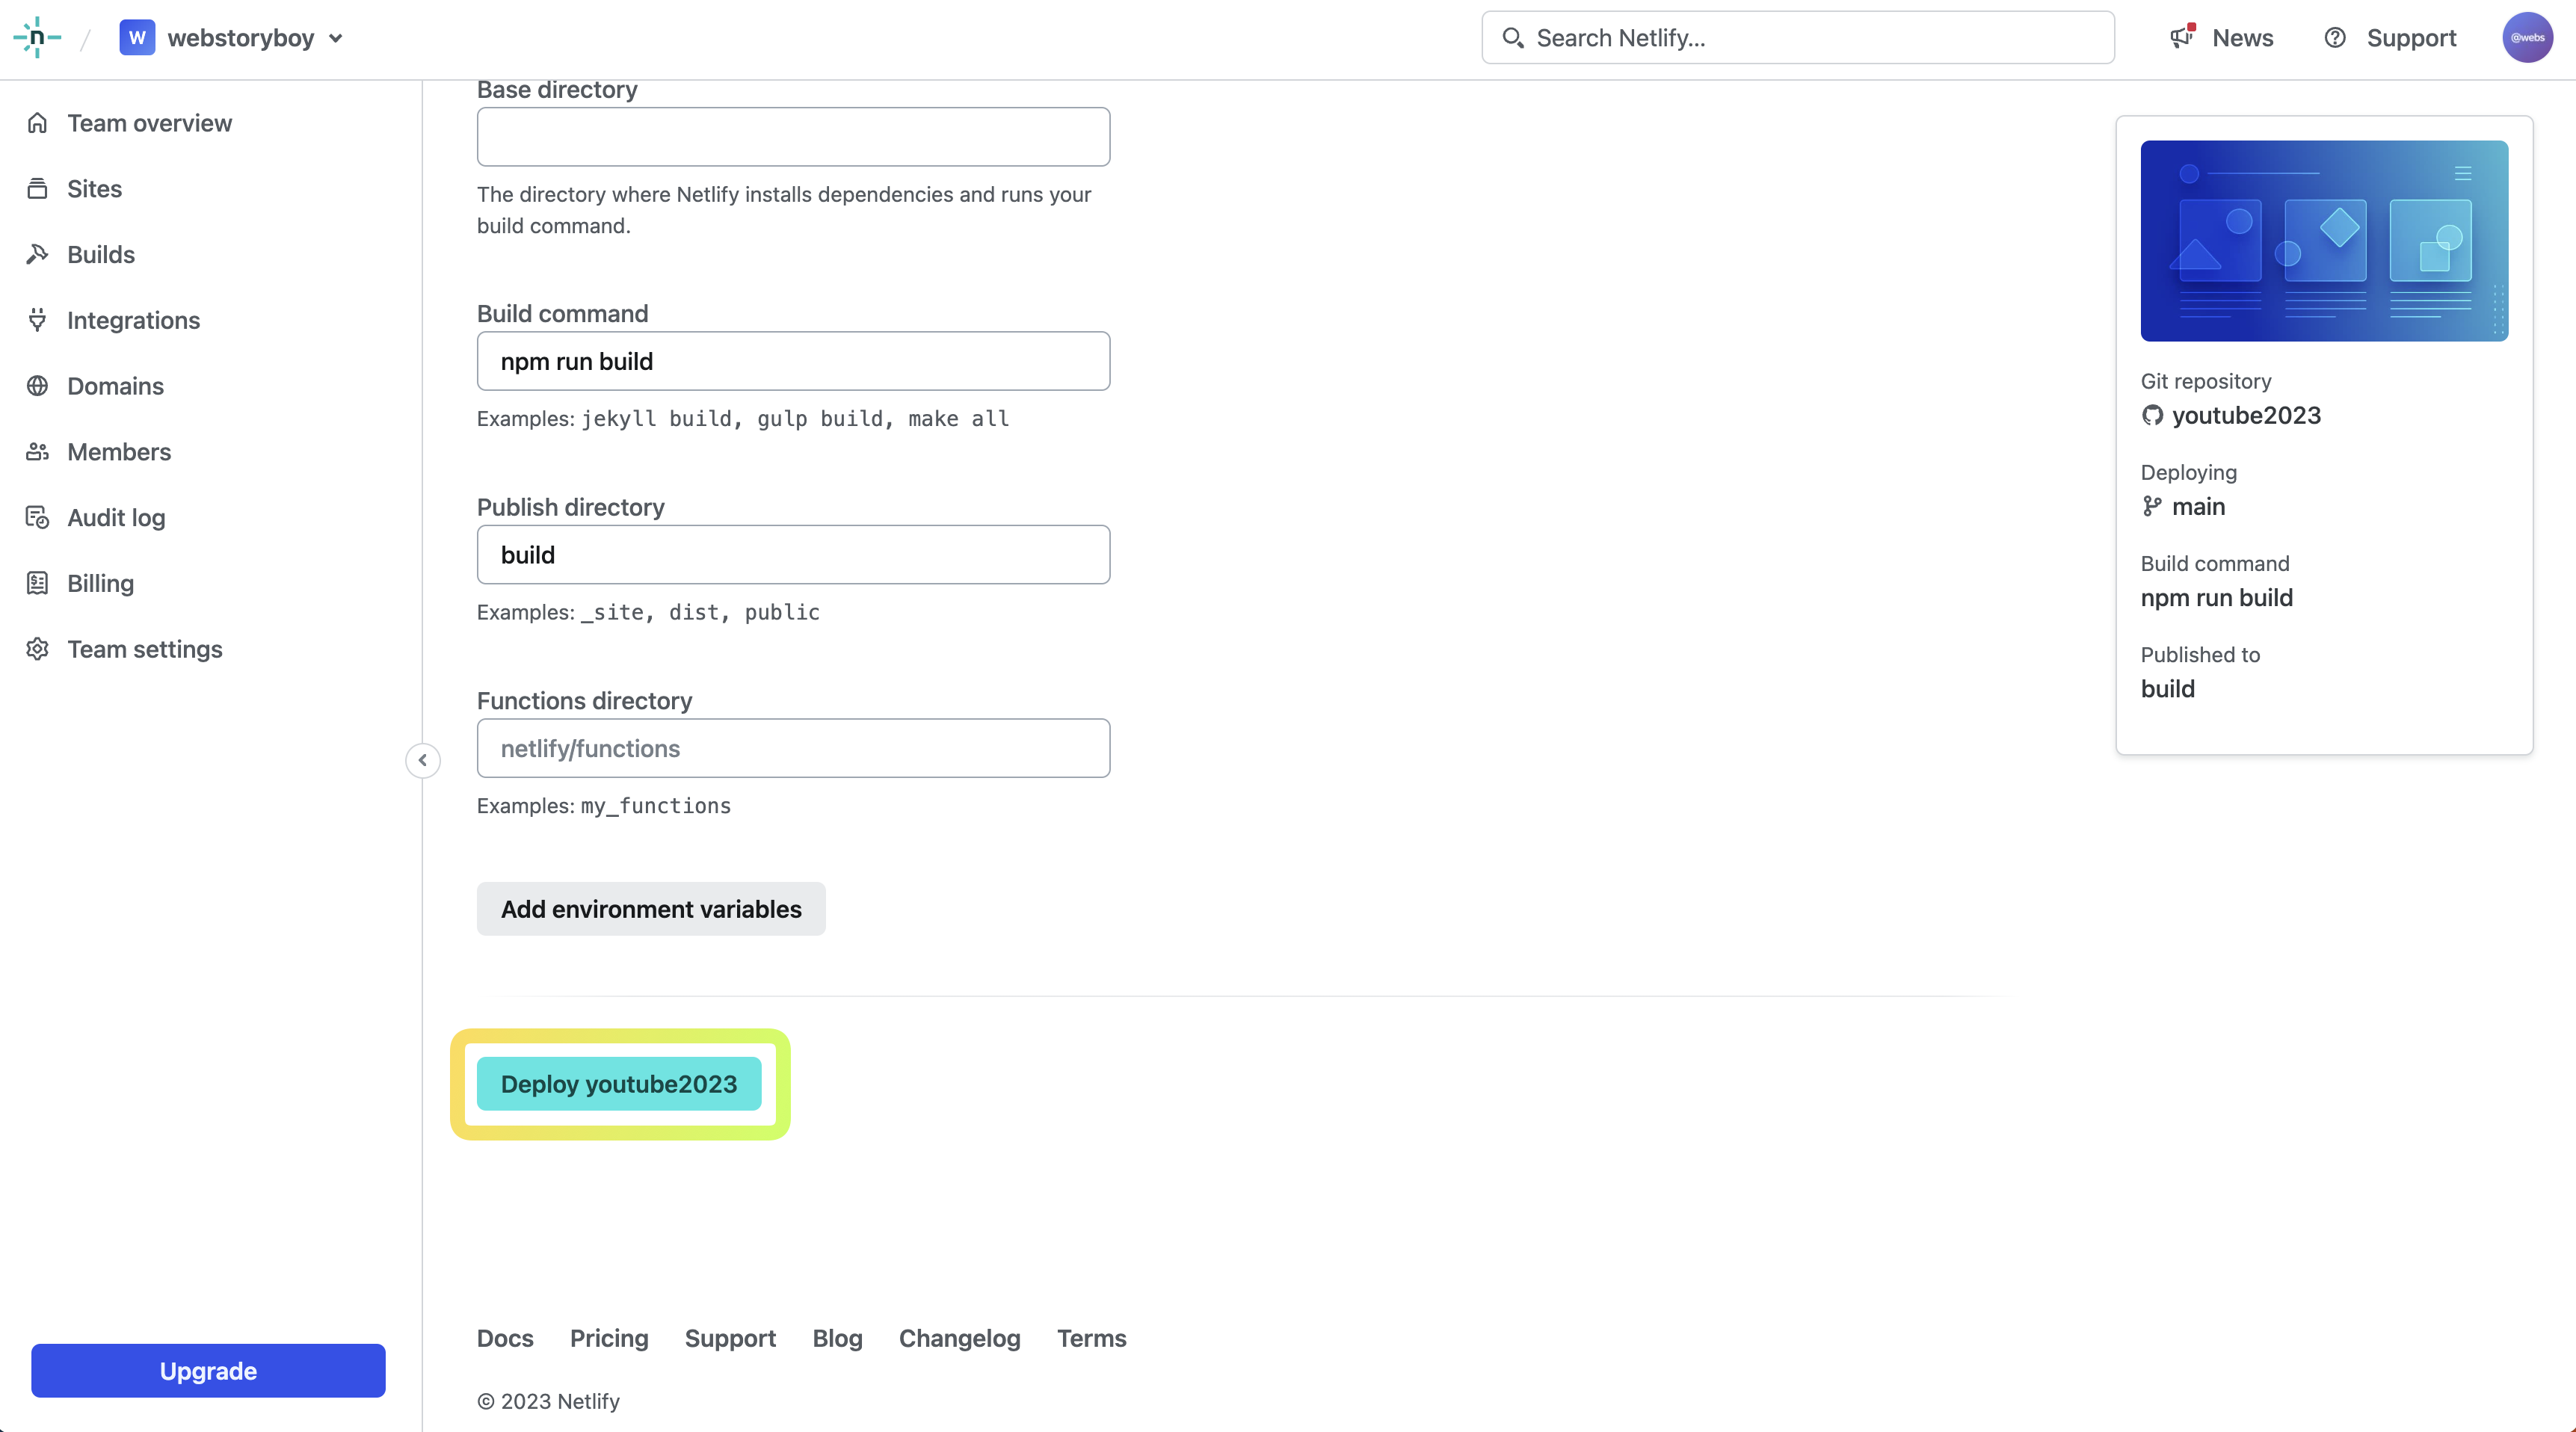 n / W webstoryboy
Search Netlify...
News
Support
@webs
Team overview
Sites
Builds
Integrations
Domains
Members
Audit log
Billing
Team settings
Upgrade
Base directory
The directory where Netlify installs dependencies and runs your
build command.
Build command
npm run build
Examples: jekyll build, gulp build, make all
Publish directory
build
Examples: _site, dist, public
Functions directory
netlify/functions
Examples: my_functions
Add environment variables
Deploy youtube2023
Git repository
youtube2023
Deploying
main
Build command
npm run build
Published to
build
Docs Pricing Support Blog Changelog Terms
© 2023 Netlify